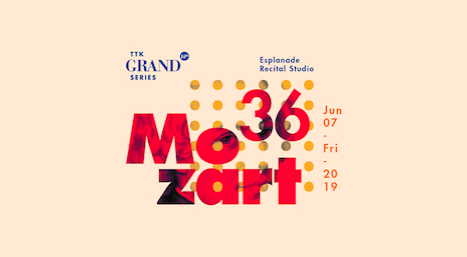 TTK
GRAND
SERIES
Esplanade
Recital Studio
36
Mo
zart
Jun
07
-
Fri
-
20
19